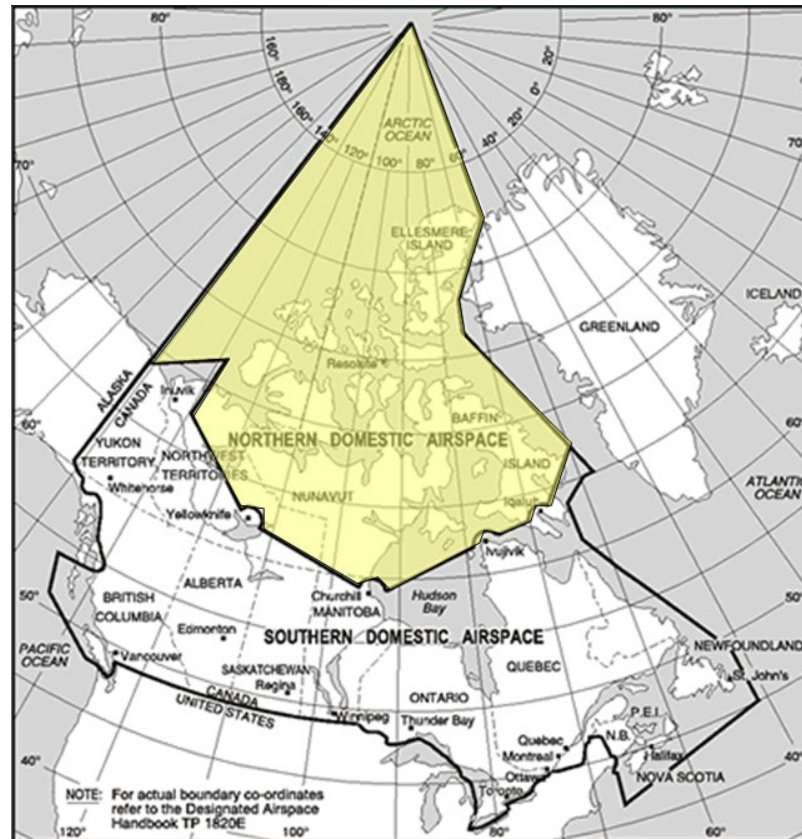 80°
80°
160°
180°
160°
140°
120°
100°
80°
60°
40°
20°
0°
20°
ARCTIC
OCEAN
70°
70°
ELLESMERE
ISLAND
ICELAND
GREENLAND
Resolute
ALASKA
CANADA
Inuvik
60°
60°
BAFFIN
ISLAND
YUKON
TERRITORY
NORTHWEST
TERRITORIES
NORTHERN DOMESTIC AIRSPACE
Whitehorse
NUNAVUT
Iqaluit
ATLANTIC
OCEAN
Yellowknife
Ivujivik
50°
50°
BRITISH
COLUMBIA
ALBERTA
Churchill
MANITOBA
Hudson
Bay
Edmonton
SOUTHERN DOMESTIC AIRSPACE
PACIFIC
OCEAN
Vancouver
SASKATCHEWAN
Regina
QUEBEC
NEWFOUNDLAND
St. John's
CANADA
UNITED STATES
Winnipeg
ONTARIO
Thunder Bay
P.E.I.
N.B.
Quebec
Montreal
Ottawa
Toronto
Halifax
NOVA SCOTIA
40°
40°
NOTE: For actual boundary co-ordinates
refer to the Designated Airspace
Handbook TP 1820E
120°
100°
80°
60°